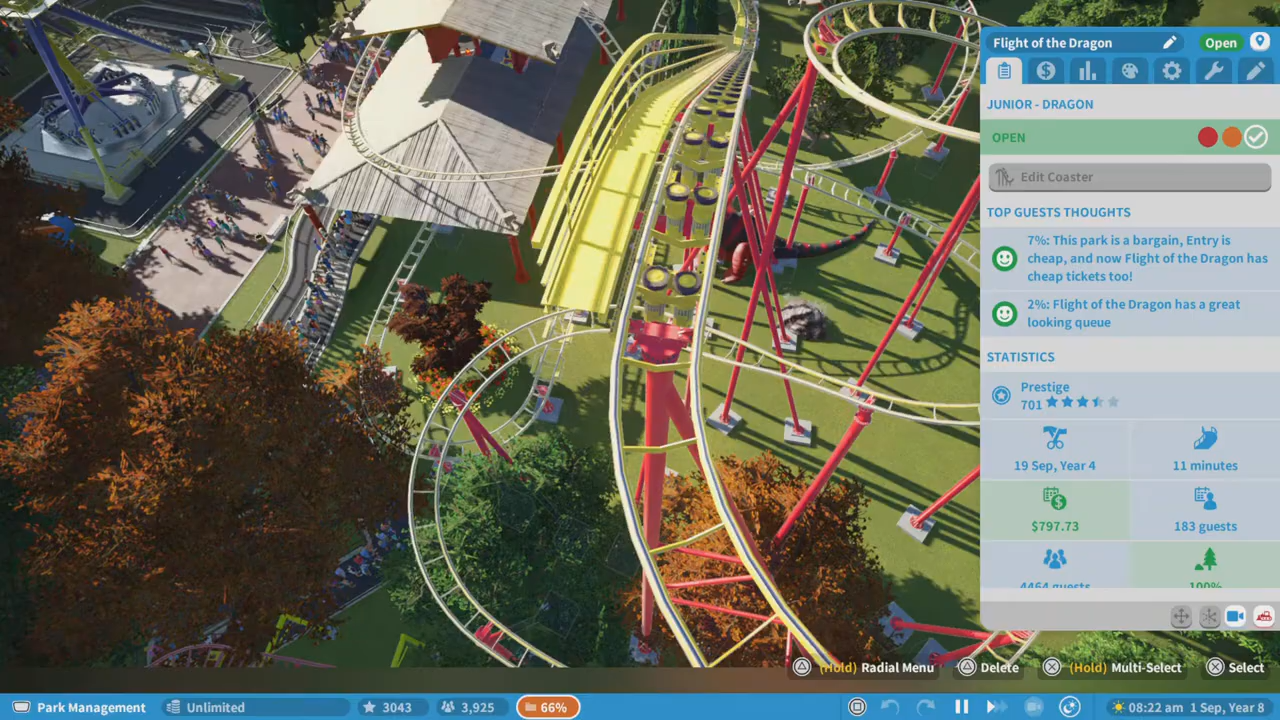 Flight of the Dragon
Open
JUNIOR - DRAGON
OPEN
Edit Coaster
TOP GUESTS THOUGHTS
7%: This park is a bargain, Entry is
cheap, and now Flight of the Dragon has
cheap tickets too!
2%: Flight of the Dragon has a great
looking queue
STATISTICS
Prestige
701
19 Sep, Year 4
11 minutes
$797.73
183 guests
4464 guests
100%
(Hold) Radial Menu
Delete
(Hold) Multi-Select
Select
Park Management
Unlimited
3043
3,925
66%
08:22 am 1 Sep, Year 8